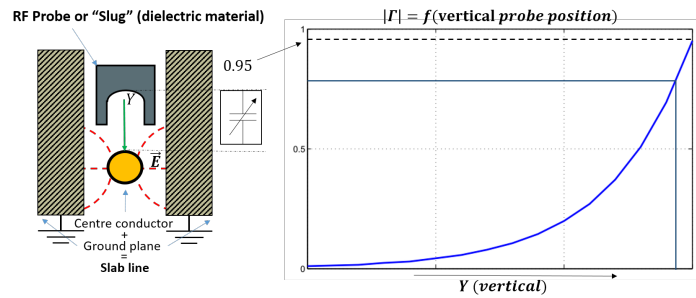 RF Probe or “Slug” (dielectric material)
Y
E
Centre conductor
+
Ground plane
=
Slab line
0.95
|Γ| = f(vertical probe position)
1
0.5
0
Y (vertical)